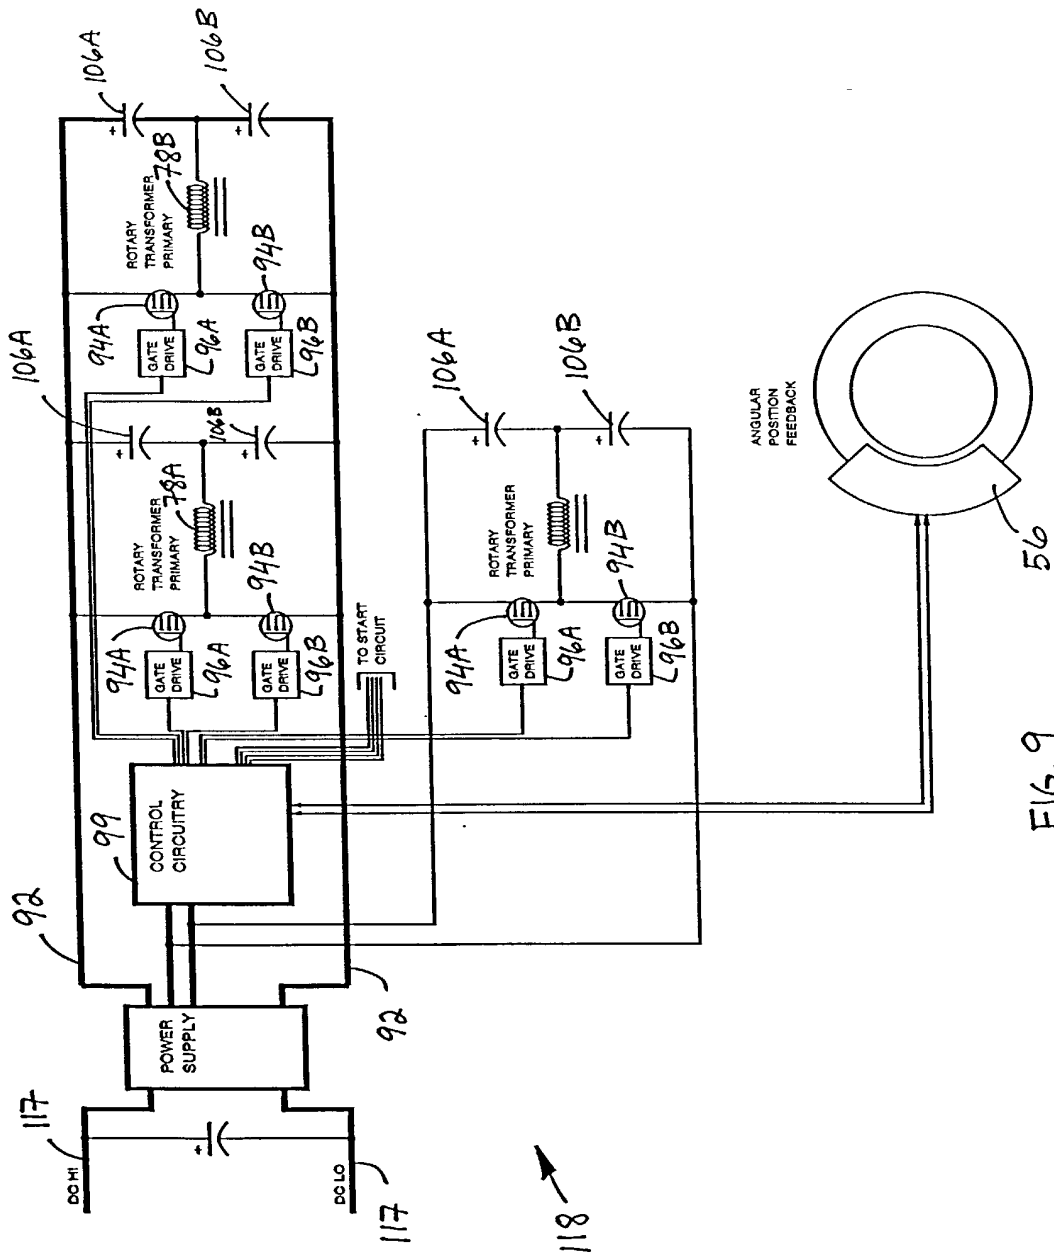 117
DC HI
DC LO
117
118
POWER
SUPPLY
92
92
99
CONTROL
CIRCUITRY
TO START
CIRCUIT
94A
GATE
DRIVE
96A
94B
GATE
DRIVE
96B
ROTARY
TRANSFORMER
PRIMARY
78A
106A
+
106B
+
94A
GATE
DRIVE
96A
94B
GATE
DRIVE
96B
ROTARY
TRANSFORMER
PRIMARY
78B
106A
+
106B
+
+
94A
GATE
DRIVE
96A
94B
GATE
DRIVE
96B
ROTARY
TRANSFORMER
PRIMARY
106A
+
106B
+
ANGULAR
POSITION
FEEDBACK
56
FIG. 9